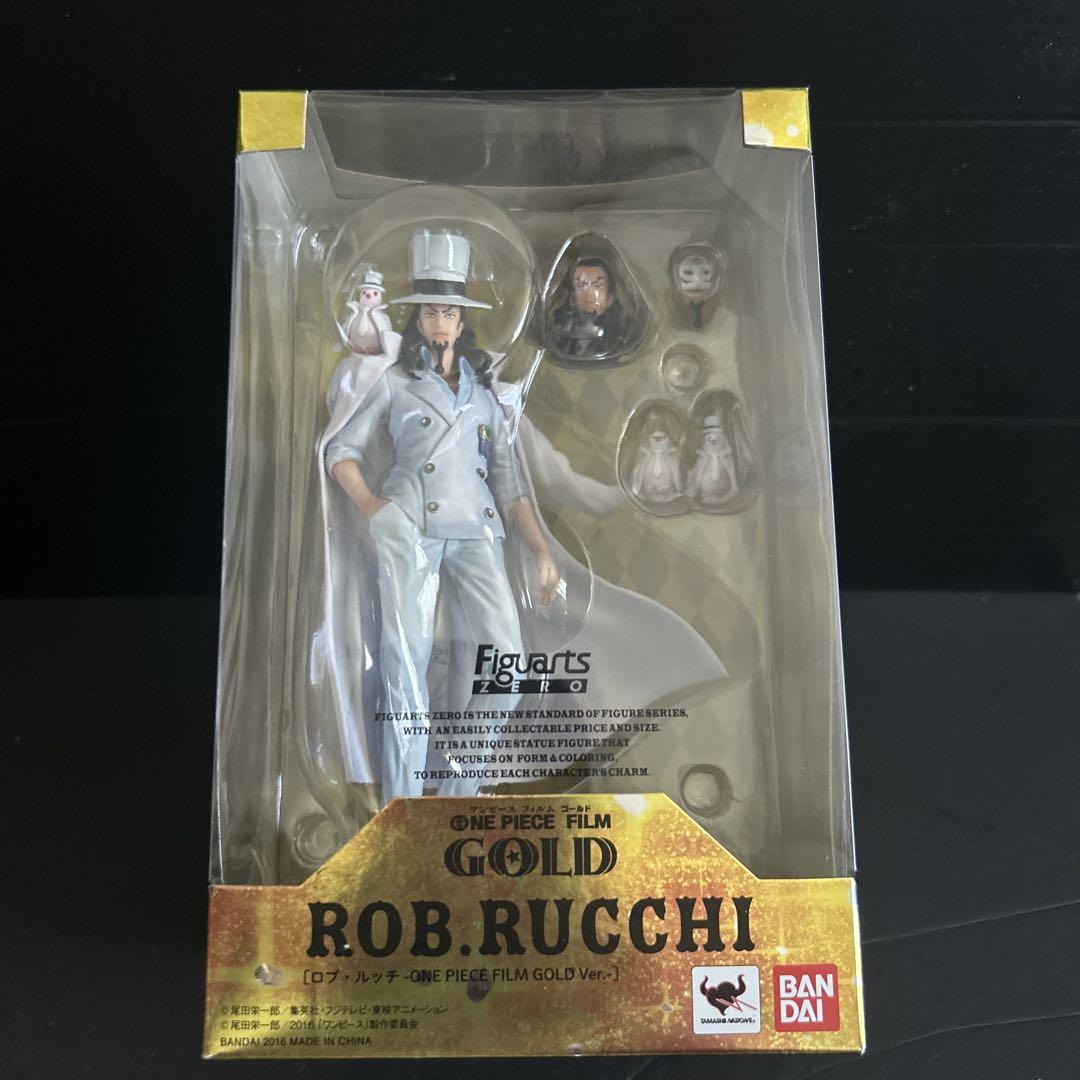 Figuarts
ZERO
FIGUARTS ZERO IS THE NEW STANDARD OF FIGURE SERIES,
WITH AN EASILY COLLECTABLE PRICE AND SIZE.
IT IS A UNIQUE STATUE FIGURE THAT
FOCUSES ON FORM & COLORING,
TO REPRODUCE EACH CHARACTER'S CHARM.
ワンピース フィルム ゴールド
ONE PIECE FILM
GOLD
ROB.RUCCHI
[ロブ・ルッチ -ONE PIECE FILM GOLD Ver.-]
©尾田栄一郎／集英社・フジテレビ・東映アニメーション
©尾田栄一郎／2016「ワンピース」製作委員会
BANDAI 2016 MADE IN CHINA
TAMASHII NATIONS
BAN
DAI